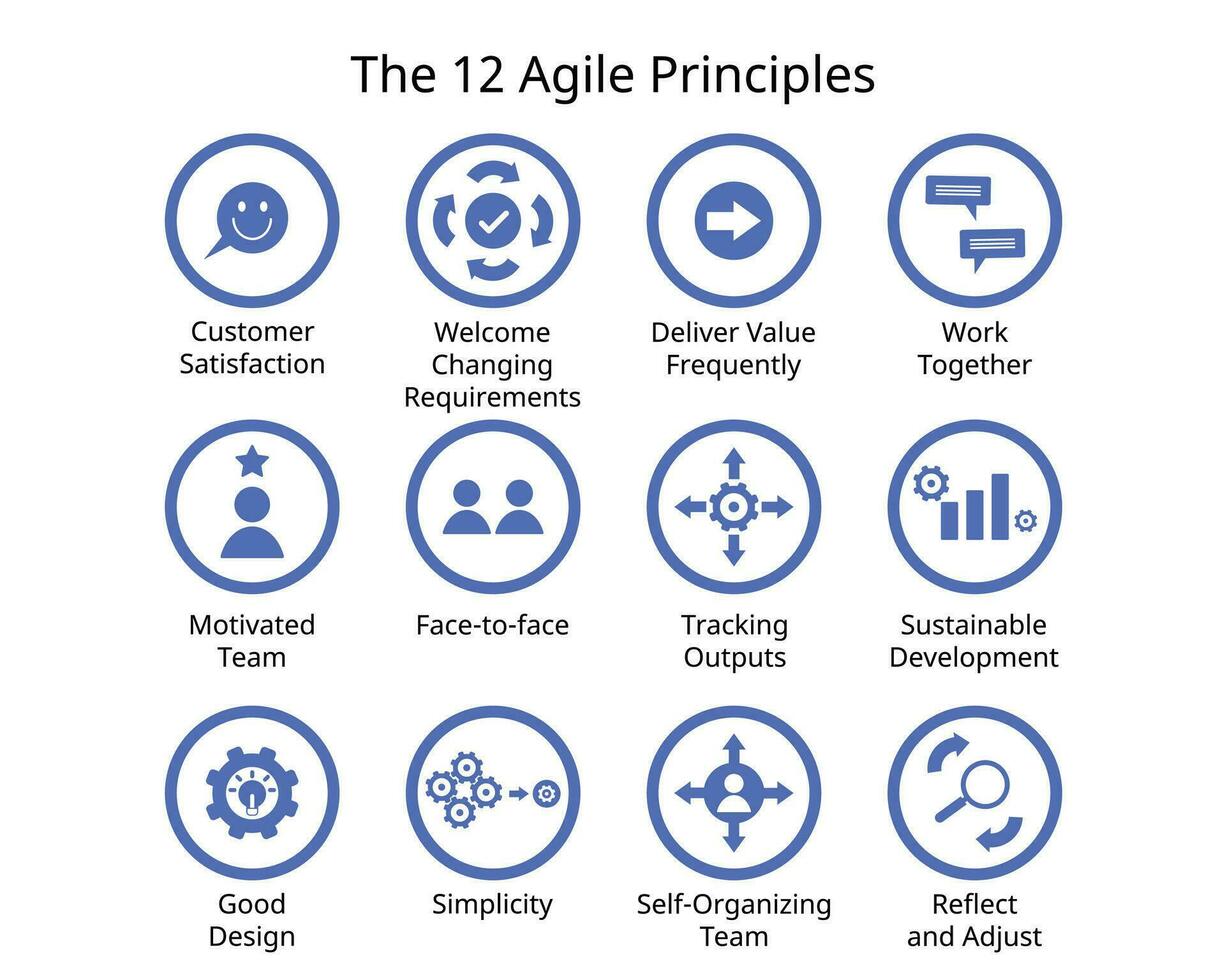 The 12 Agile Principles
Customer
Satisfaction
Welcome
Changing
Requirements
Deliver Value
Frequently
Work
Together
Motivated
Team
Face-to-face
Tracking
Outputs
Sustainable
Development
Good
Design
Simplicity
Self-Organizing
Team
Reflect
and Adjust